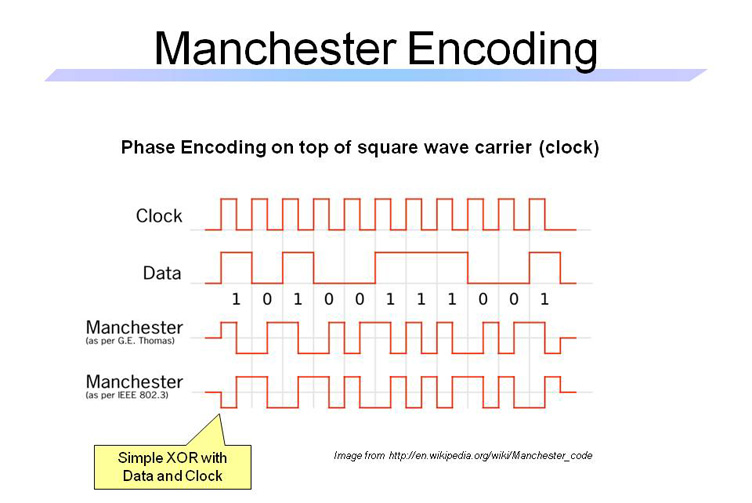 Manchester Encoding
Phase Encoding on top of square wave carrier (clock)
Clock
Data
1 0 1 0 0 1 1 1 0 0 1
Manchester
(as per G.E. Thomas)
Manchester
(as per IEEE 802.3)
Simple XOR with
Data and Clock
Image from http://en.wikipedia.org/wiki/Manchester_code